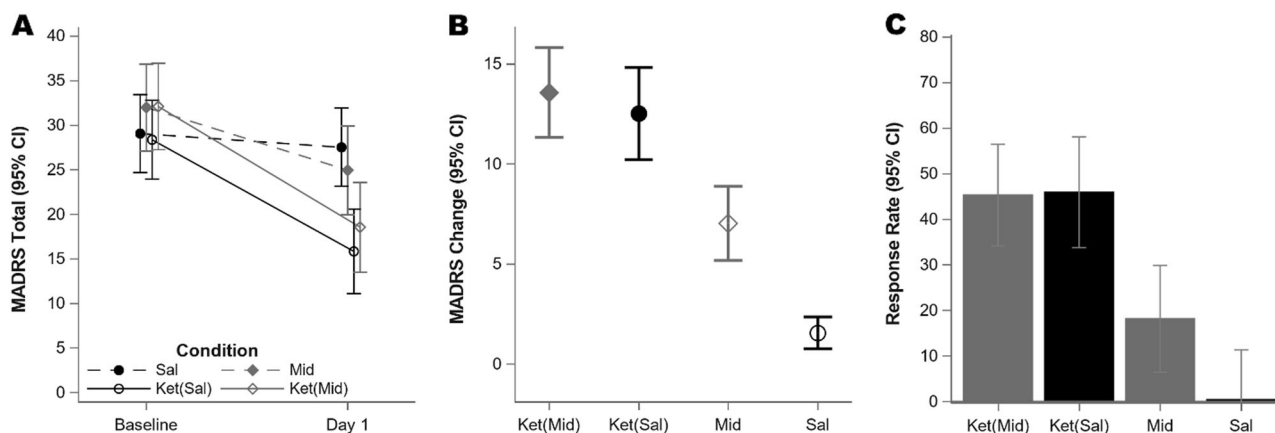 A
MADRS Total (95% CI)
40
35
30
25
20
15
10
5
0
Condition
Sal Mid
Ket(Sal) Ket(Mid)
Baseline Day 1
B
MADRS Change (95% CI)
15
10
5
0
Ket(Mid) Ket(Sal) Mid Sal
C
Response Rate (95% CI)
80
70
60
50
40
30
20
10
0
Ket(Mid) Ket(Sal) Mid Sal